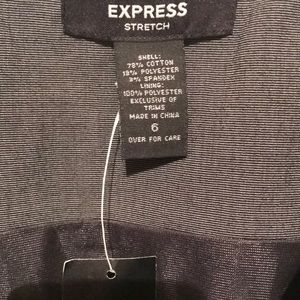 EXPRESS
STRETCH
SHELL:
78% COTTON
19% POLYESTER
3% SPANDEX
LINING:
100% POLYESTER
EXCLUSIVE OF
TRIMS
MADE IN CHINA
6
OVER FOR CARE